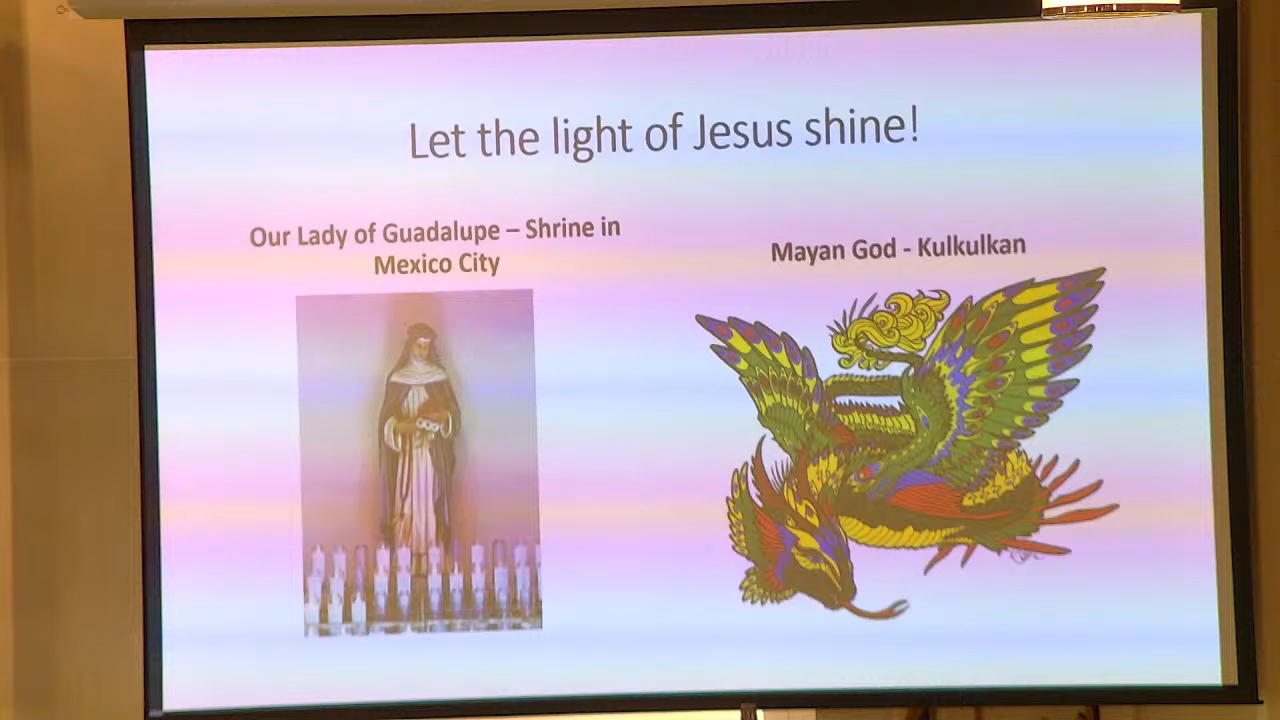 Let the light of Jesus shine!
Our Lady of Guadalupe – Shrine in
Mexico City
Mayan God - Kulkulkan